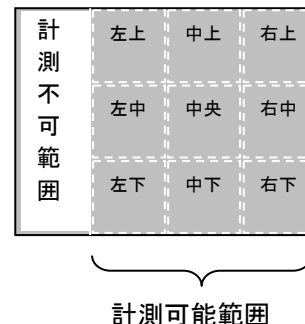 計測不可範囲
左上 中上 右上
左中 中央 右中
左下 中下 右下
計測可能範囲